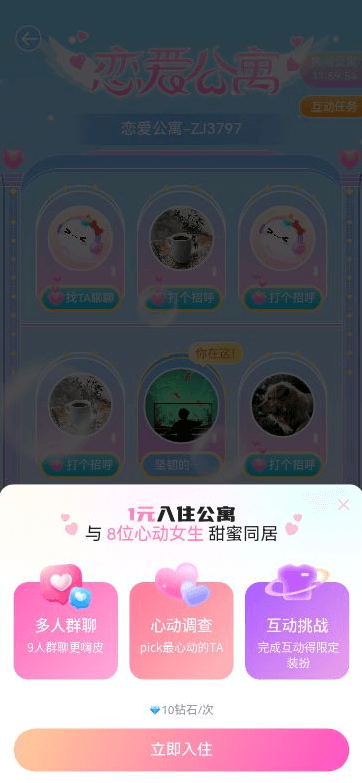 恋爱公寓
11:59:54
互动任务
恋爱公寓-ZJ3797
找TA聊聊
打个招呼
打个招呼
你在这!
打个招呼
坚韧的
打个招呼
1元入住公寓
与 8位心动女生 甜蜜同居
多人群聊
9人群聊更嗨皮
心动调查
pick最心动的TA
互动挑战
完成互动得限定
装扮
10钻石/次
立即入住